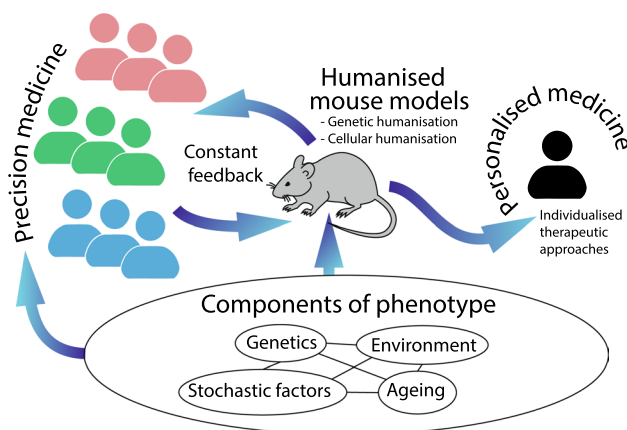 Precision medicine
Humanised
mouse models
- Genetic humanisation
- Cellular humanisation
Constant
feedback
Personalised medicine
Individualised
therapeutic
approaches
Components of phenotype
Genetics
Environment
Stochastic factors
Ageing